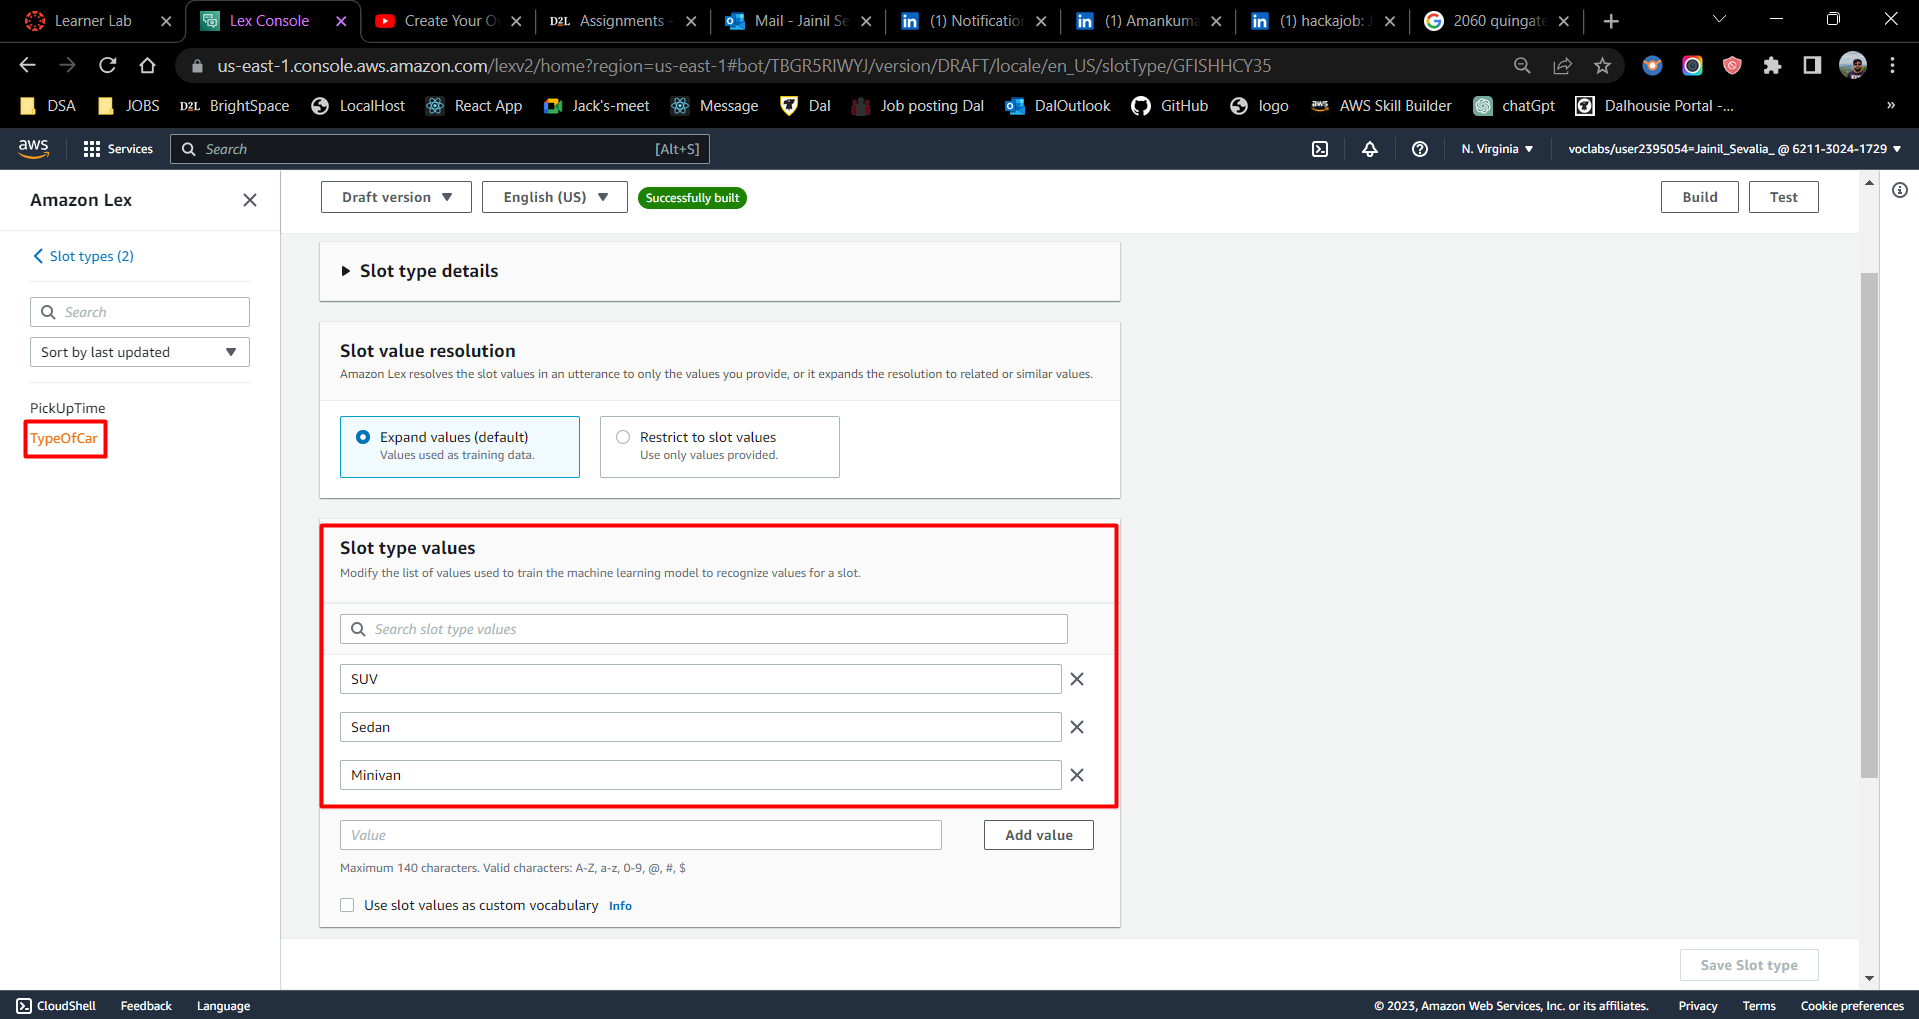 Learner Lab
Lex Console
Create Your O
Assignments -
Mail - Jainil Se
(1) Notification
(1) Amankuma
(1) hackajob: J
2060 quingate
us-east-1.console.aws.amazon.com/lexv2/home?region=us-east-1#bot/TBGR5RIWYJ/version/DRAFT/locale/en_US/slotType/GFISHHCY35
DSA
JOBS
D2L BrightSpace
LocalHost
React App
Jack's-meet
Message
Dal
Job posting Dal
DalOutlook
GitHub
logo
aws AWS Skill Builder
chatGpt
Dalhousie Portal -...
»
aws
Services
Search
[Alt+S]
N. Virginia
voclabs/user2395054=Jainil_Sevalia_ @ 6211-3024-1729
Amazon Lex
Slot types (2)
Search
Sort by last updated
PickUpTime
TypeOfCar
Draft version
English (US)
Successfully built
Build
Test
Slot type details
Slot value resolution
Amazon Lex resolves the slot values in an utterance to only the values you provide, or it expands the resolution to related or similar values.
Expand values (default)
Values used as training data.
Restrict to slot values
Use only values provided.
Slot type values
Modify the list of values used to train the machine learning model to recognize values for a slot.
Search slot type values
SUV
Sedan
Minivan
Value
Add value
Maximum 140 characters. Valid characters: A-Z, a-z, 0-9, @, #, $
Use slot values as custom vocabulary Info
Save Slot type
CloudShell
Feedback
Language
© 2023, Amazon Web Services, Inc. or its affiliates.
Privacy
Terms
Cookie preferences